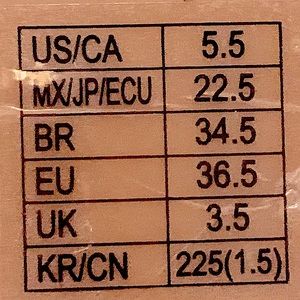 US/CA 5.5
MX/JP/ECU 22.5
BR 34.5
EU 36.5
UK 3.5
KR/CN 225(1.5)